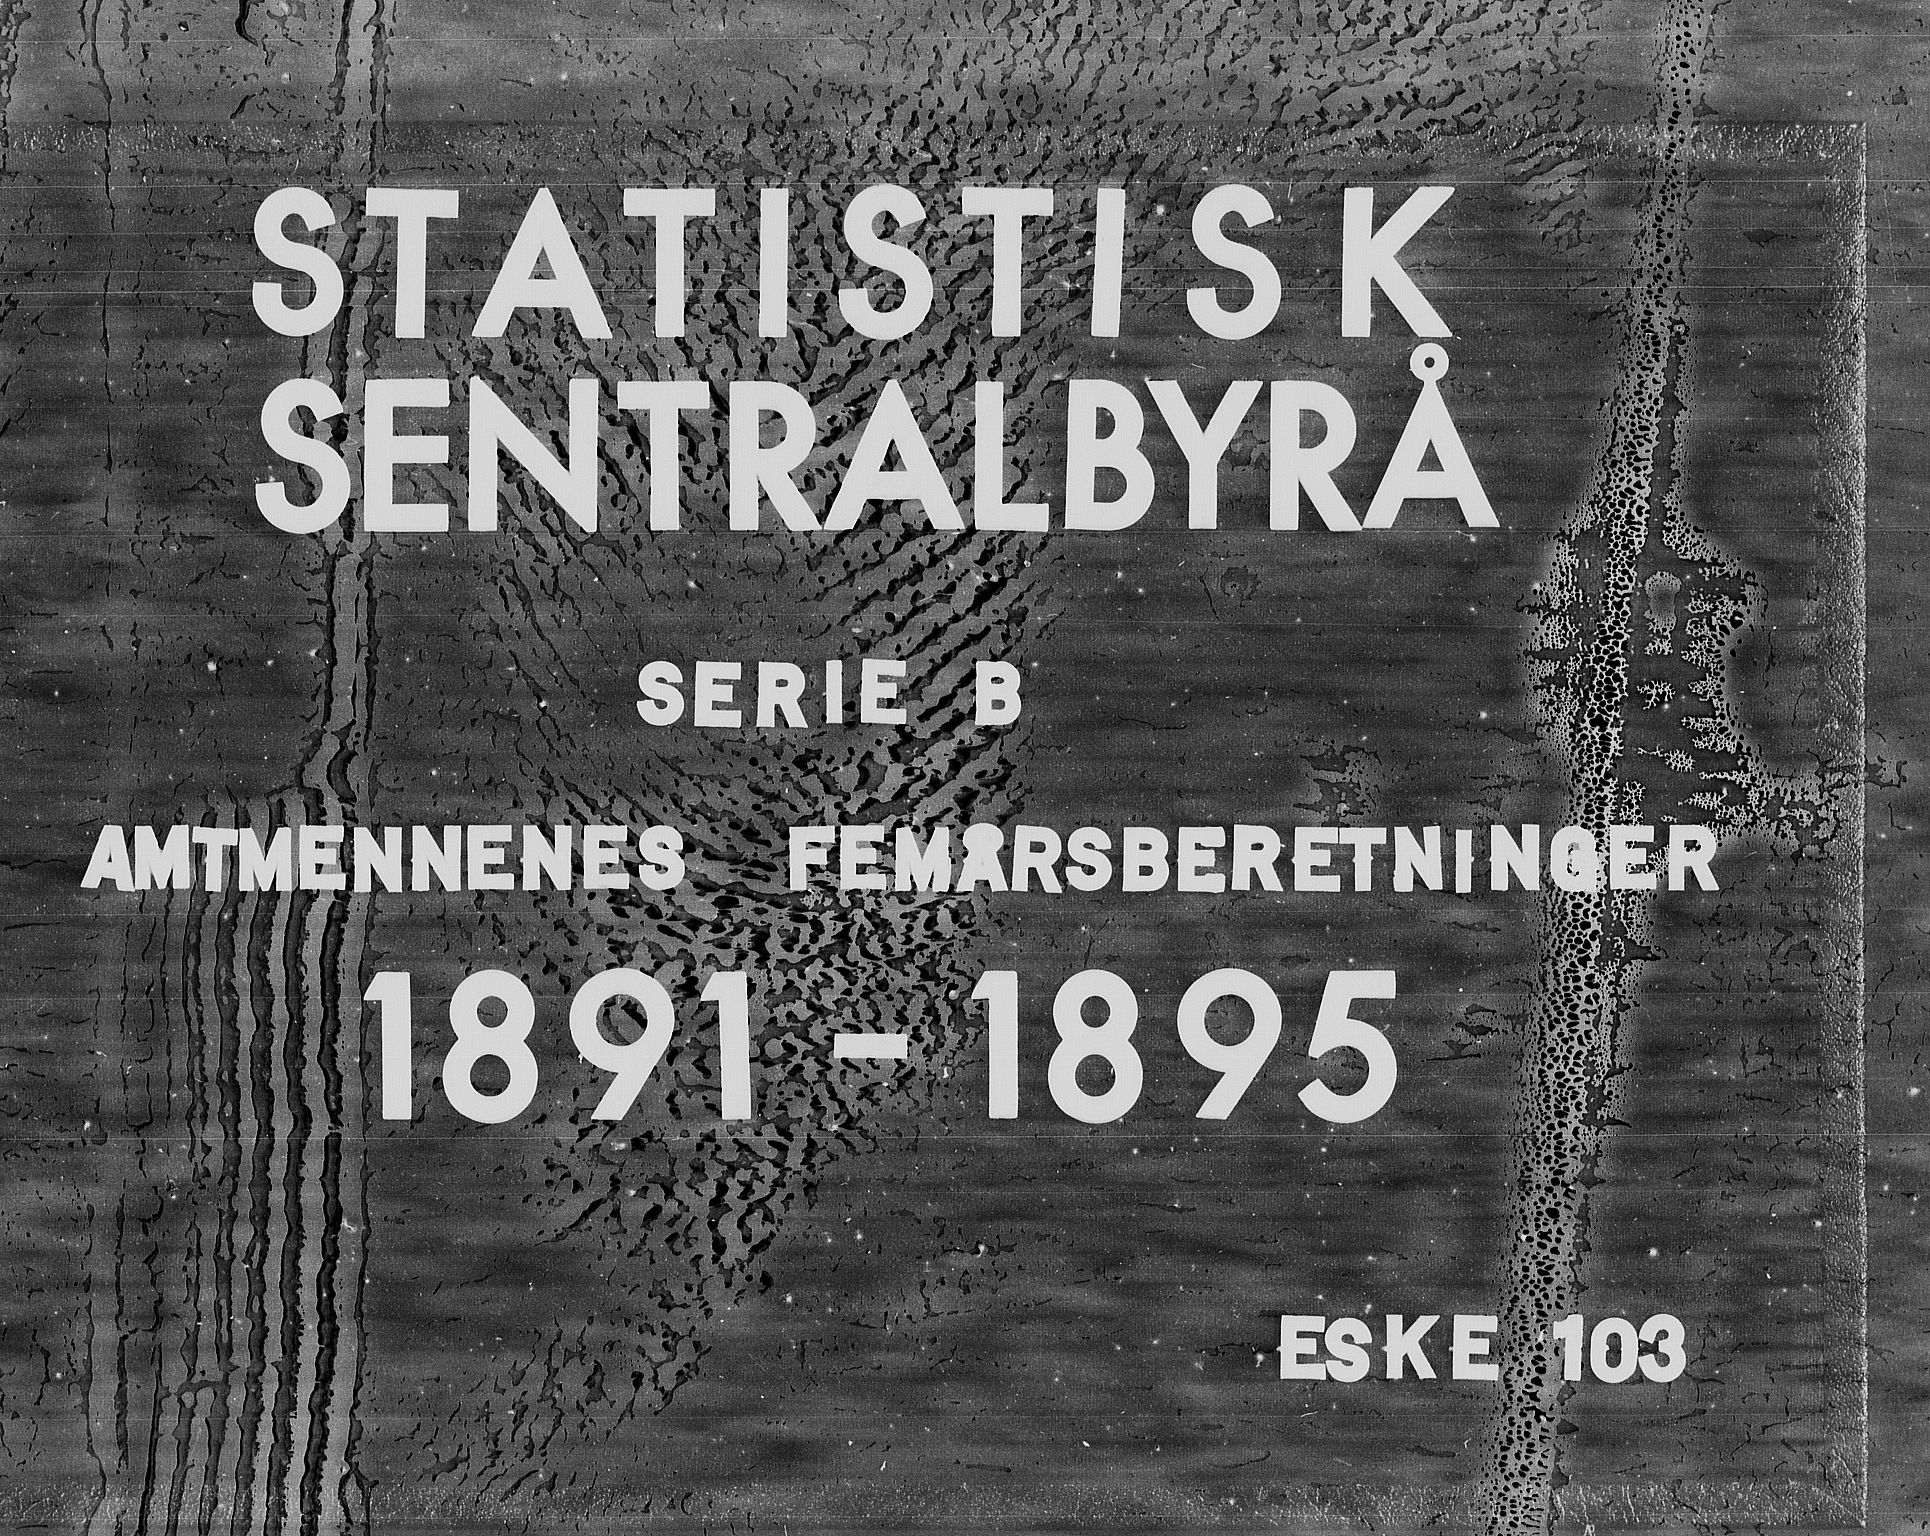 STATISTISK
SENTRALBYRÅ
SERIE B
AMTMENNENES FEMÅRSBERETNINGER
1891 - 1895
ESKE 103